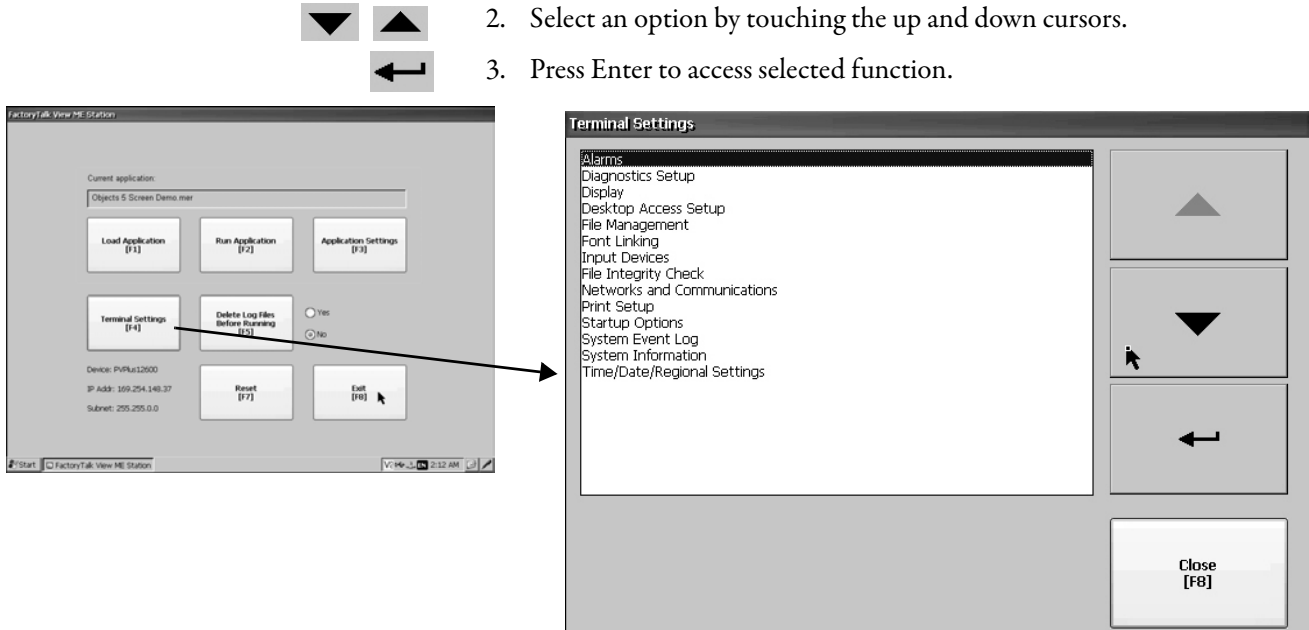 2. Select an option by touching the up and down cursors.
3. Press Enter to access selected function.
FactoryTalk View ME Station
Current application:
Objects 5 Screen Demo.mer
Load Application
[F1]
Run Application
[F2]
Application Settings
[F3]
Terminal Settings
[F4]
Delete Log Files
Before Running
[F5]
Yes
No
Device: PVPlus12600
IP Addr: 169.254.148.37
Subnet: 255.255.0.0
Reset
[F7]
Exit
[F8]
Start
FactoryTalk View ME Station
EN
2:12 AM
Terminal Settings
Alarms
Diagnostics Setup
Display
Desktop Access Setup
File Management
Font Linking
Input Devices
File Integrity Check
Networks and Communications
Print Setup
Startup Options
System Event Log
System Information
Time/Date/Regional Settings
Close
[F8]